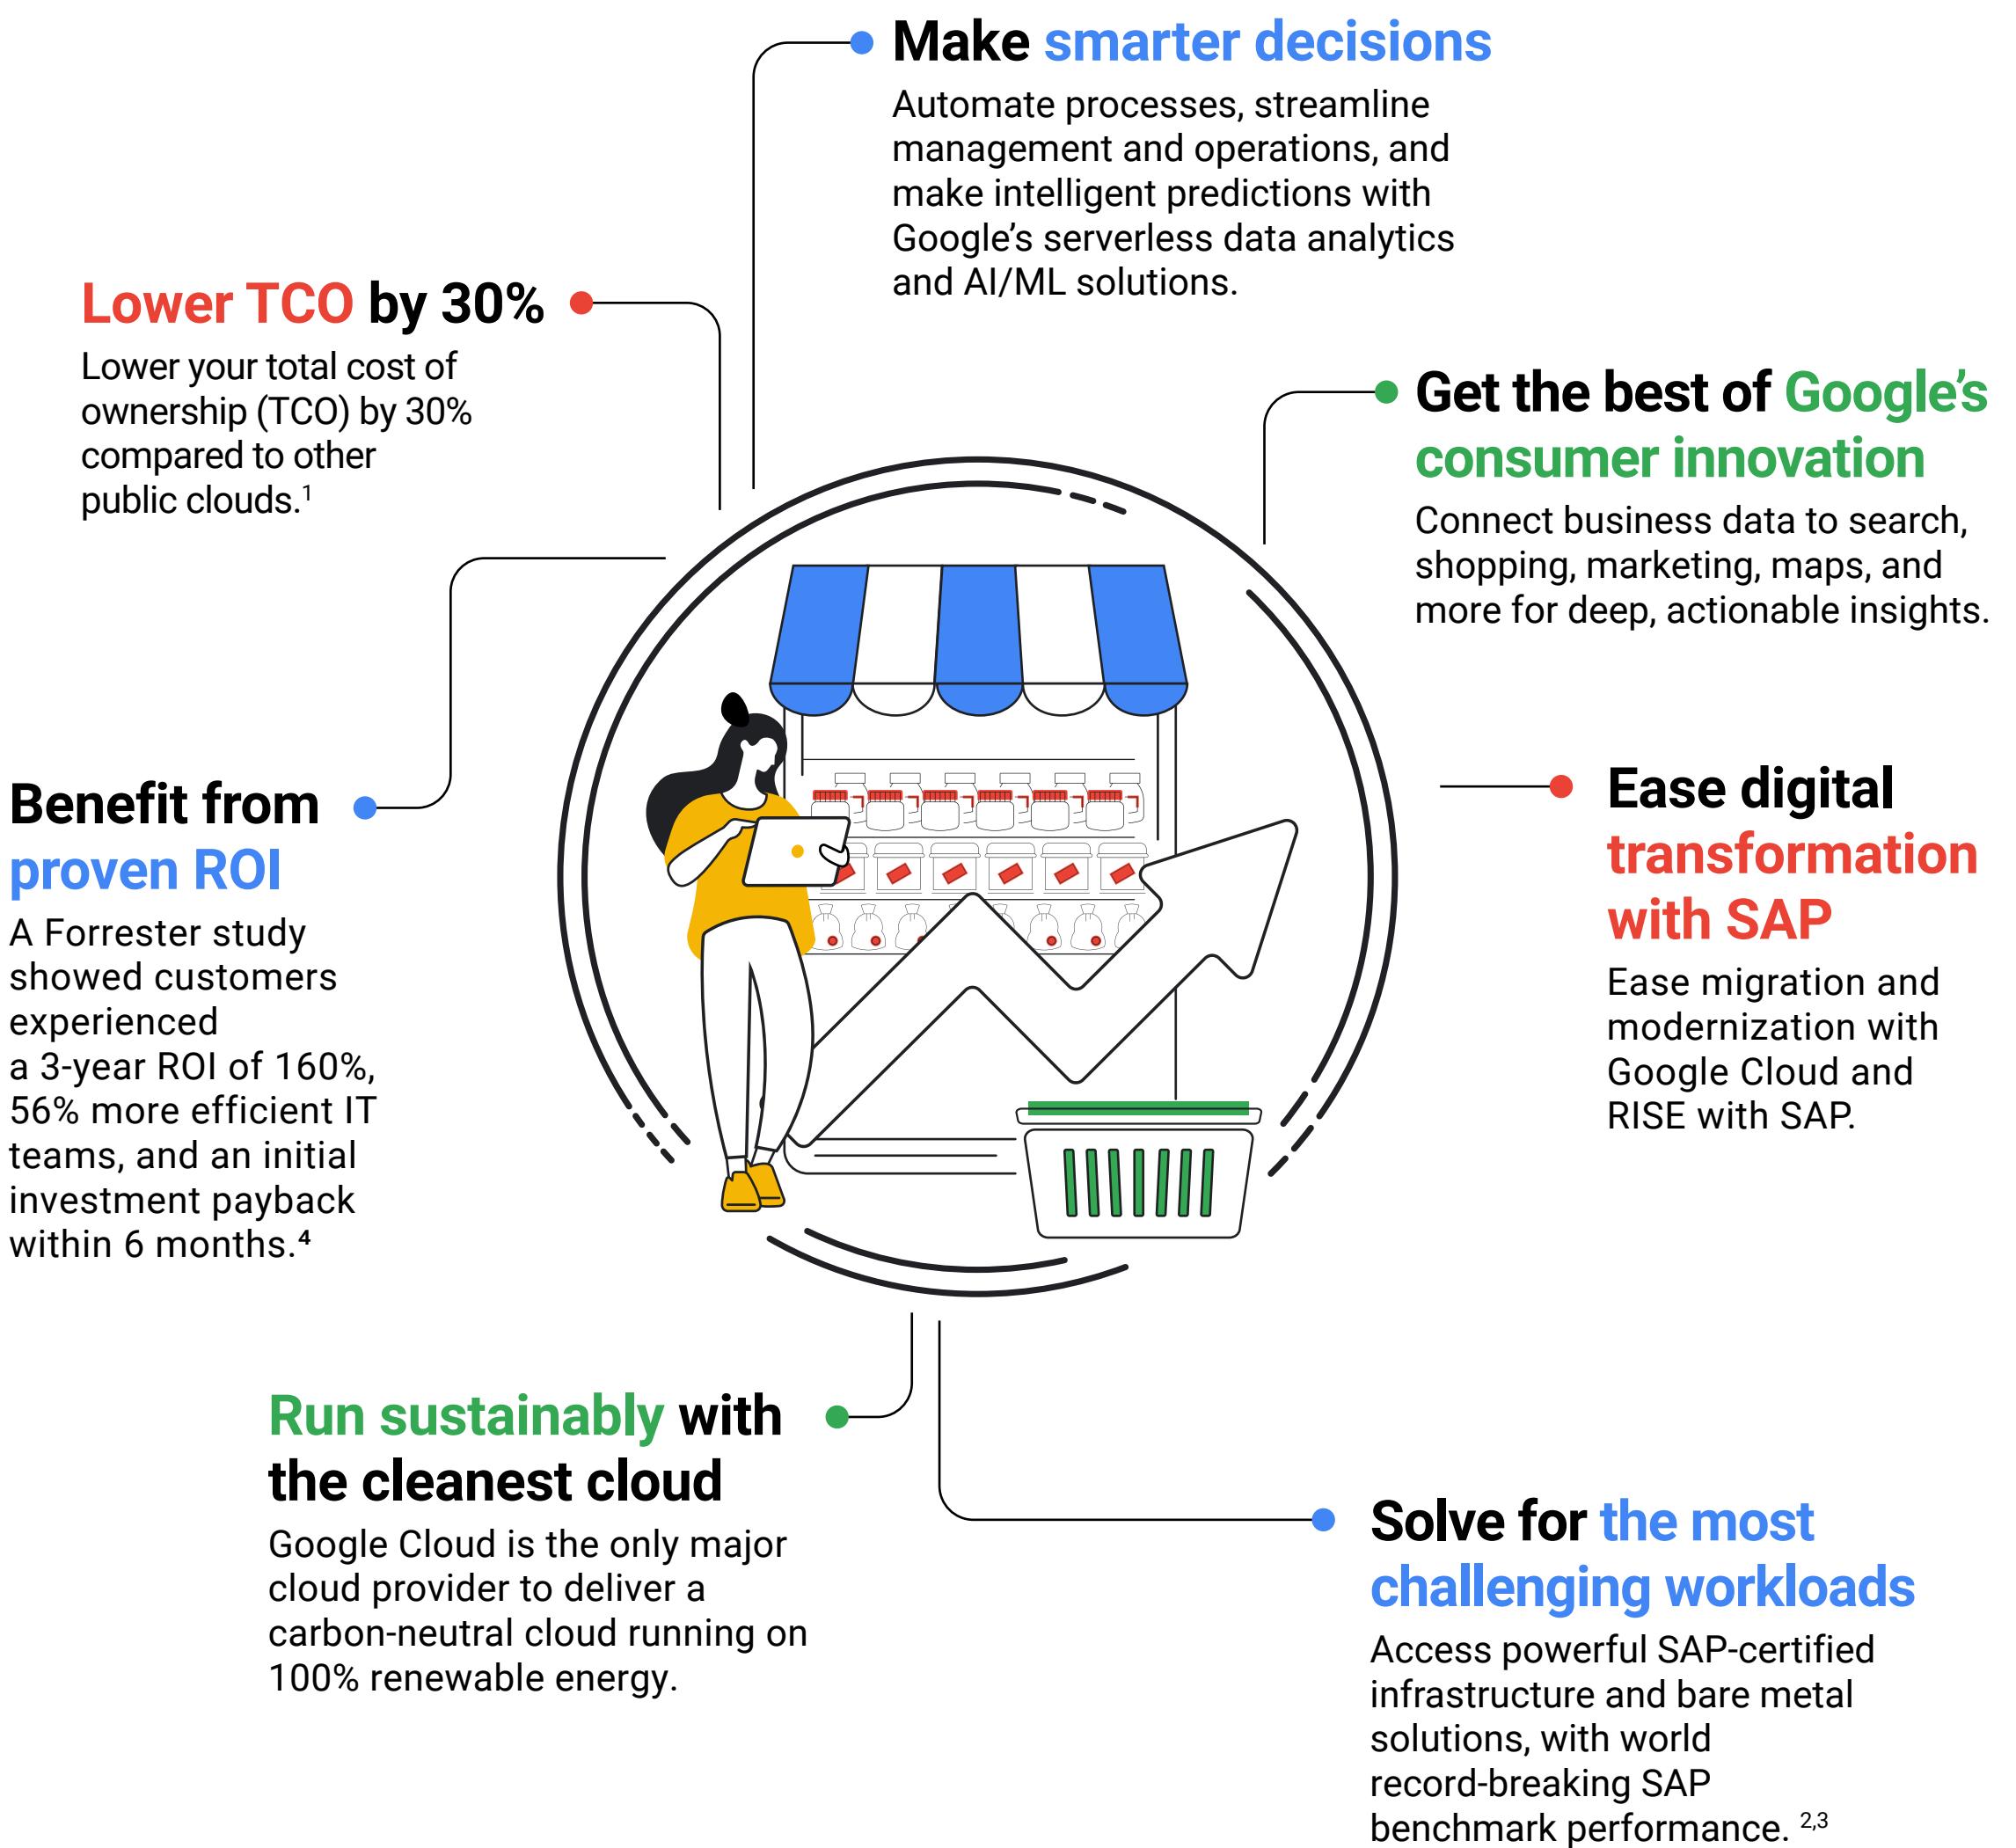 Make smarter decisions
Automate processes, streamline
management and operations, and
make intelligent predictions with
Google’s serverless data analytics
and AI/ML solutions.
Lower TCO by 30%
Lower your total cost of
ownership (TCO) by 30%
compared to other
public clouds.¹
Get the best of Google’s
consumer innovation
Connect business data to search,
shopping, marketing, maps, and
more for deep, actionable insights.
Benefit from
proven ROI
A Forrester study
showed customers
experienced
a 3-year ROI of 160%,
56% more efficient IT
teams, and an initial
investment payback
within 6 months.⁴
Ease digital
transformation
with SAP
Ease migration and
modernization with
Google Cloud and
RISE with SAP.
Run sustainably with
the cleanest cloud
Google Cloud is the only major
cloud provider to deliver a
carbon-neutral cloud running on
100% renewable energy.
Solve for the most
challenging workloads
Access powerful SAP-certified
infrastructure and bare metal
solutions, with world
record-breaking SAP
benchmark performance. ²,³